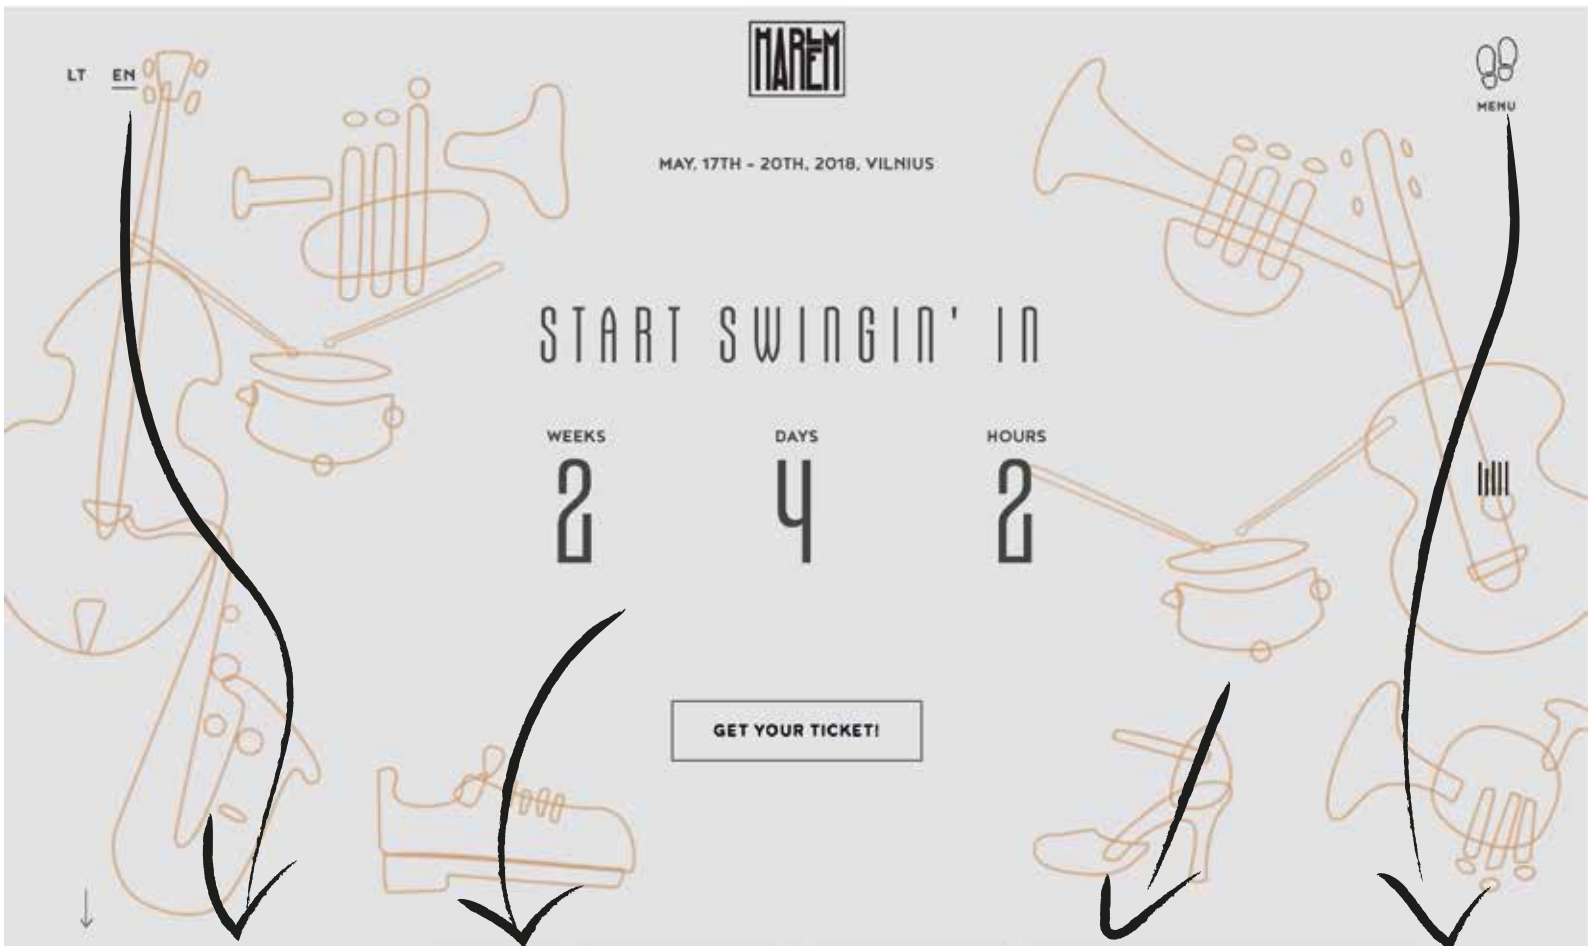 LT EN
HARLEM
MENU
MAY, 17TH - 20TH, 2018, VILNIUS
START SWINGIN' IN
WEEKS DAYS HOURS
2 4 2
GET YOUR TICKET!